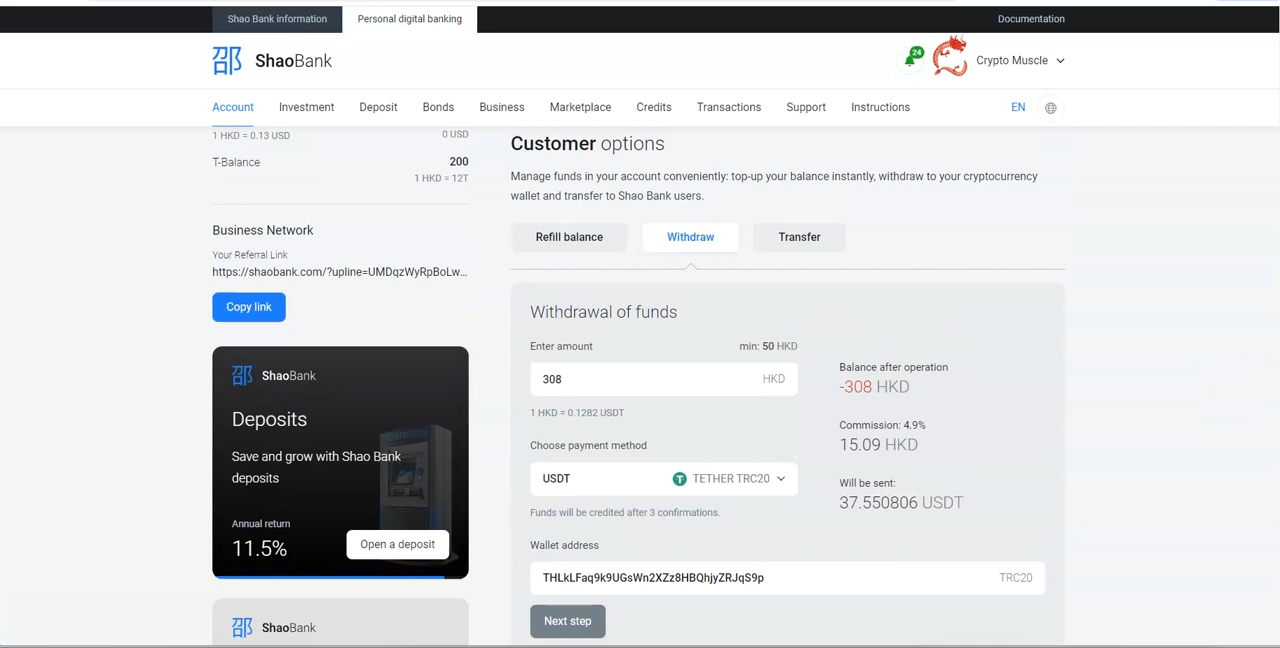 Shao Bank information
Personal digital banking
Documentation
邵 ShaoBank
24
Crypto Muscle
Account
Investment
Deposit
Bonds
Business
Marketplace
Credits
Transactions
Support
Instructions
EN
1 HKD = 0.13 USD
0 USD
T-Balance
200
1 HKD = 12T
Business Network
Your Referral Link
https://shaobank.com/?upline=UMDqzWyRpBoLw...
Copy link
邵 ShaoBank
Deposits
Save and grow with Shao Bank
deposits
Annual return
11.5%
Open a deposit
邵 ShaoBank
Customer options
Manage funds in your account conveniently: top-up your balance instantly, withdraw to your cryptocurrency
wallet and transfer to Shao Bank users.
Refill balance
Withdraw
Transfer
Withdrawal of funds
Enter amount
min: 50 HKD
308
HKD
1 HKD = 0.1282 USDT
Choose payment method
USDT
TETHER TRC20
Funds will be credited after 3 confirmations.
Wallet address
THLkLFaq9k9UGsWn2XZz8HBQhjyZRJqS9p
TRC20
Next step
Balance after operation
-308 HKD
Commission: 4.9%
15.09 HKD
Will be sent:
37.550806 USDT